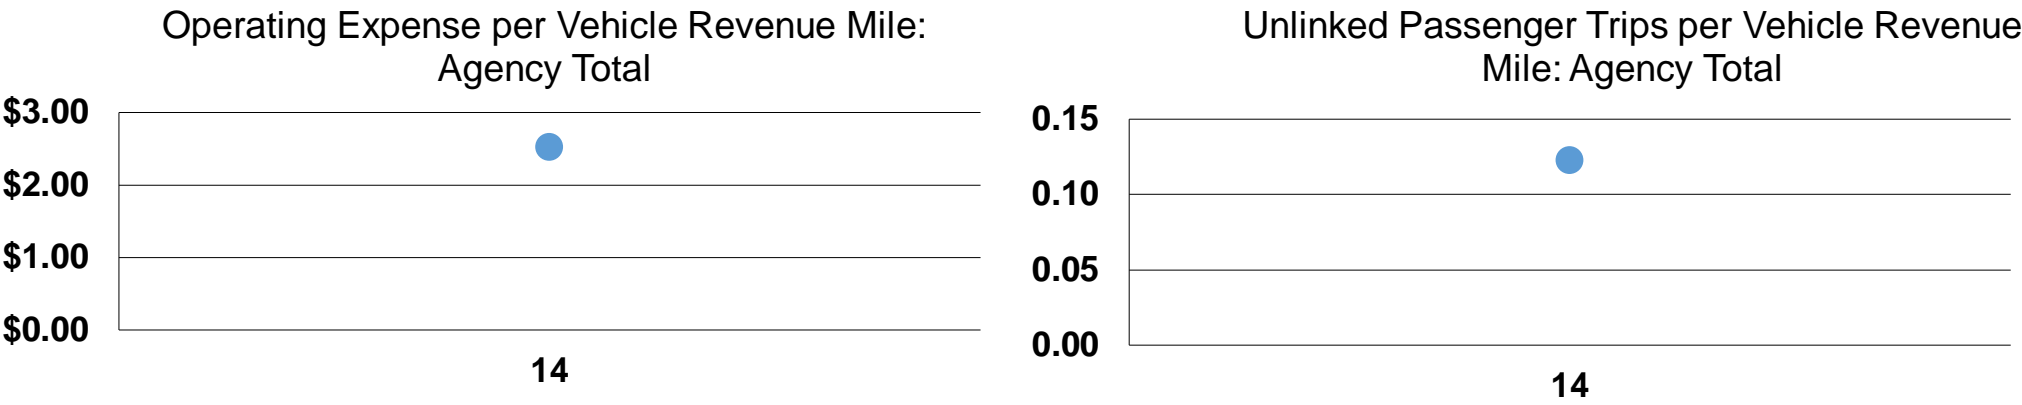 Operating Expense per Vehicle Revenue Mile:
Agency Total
$3.00
$2.00
$1.00
$0.00
14
Unlinked Passenger Trips per Vehicle Revenue
Mile: Agency Total
0.15
0.10
0.05
0.00
14